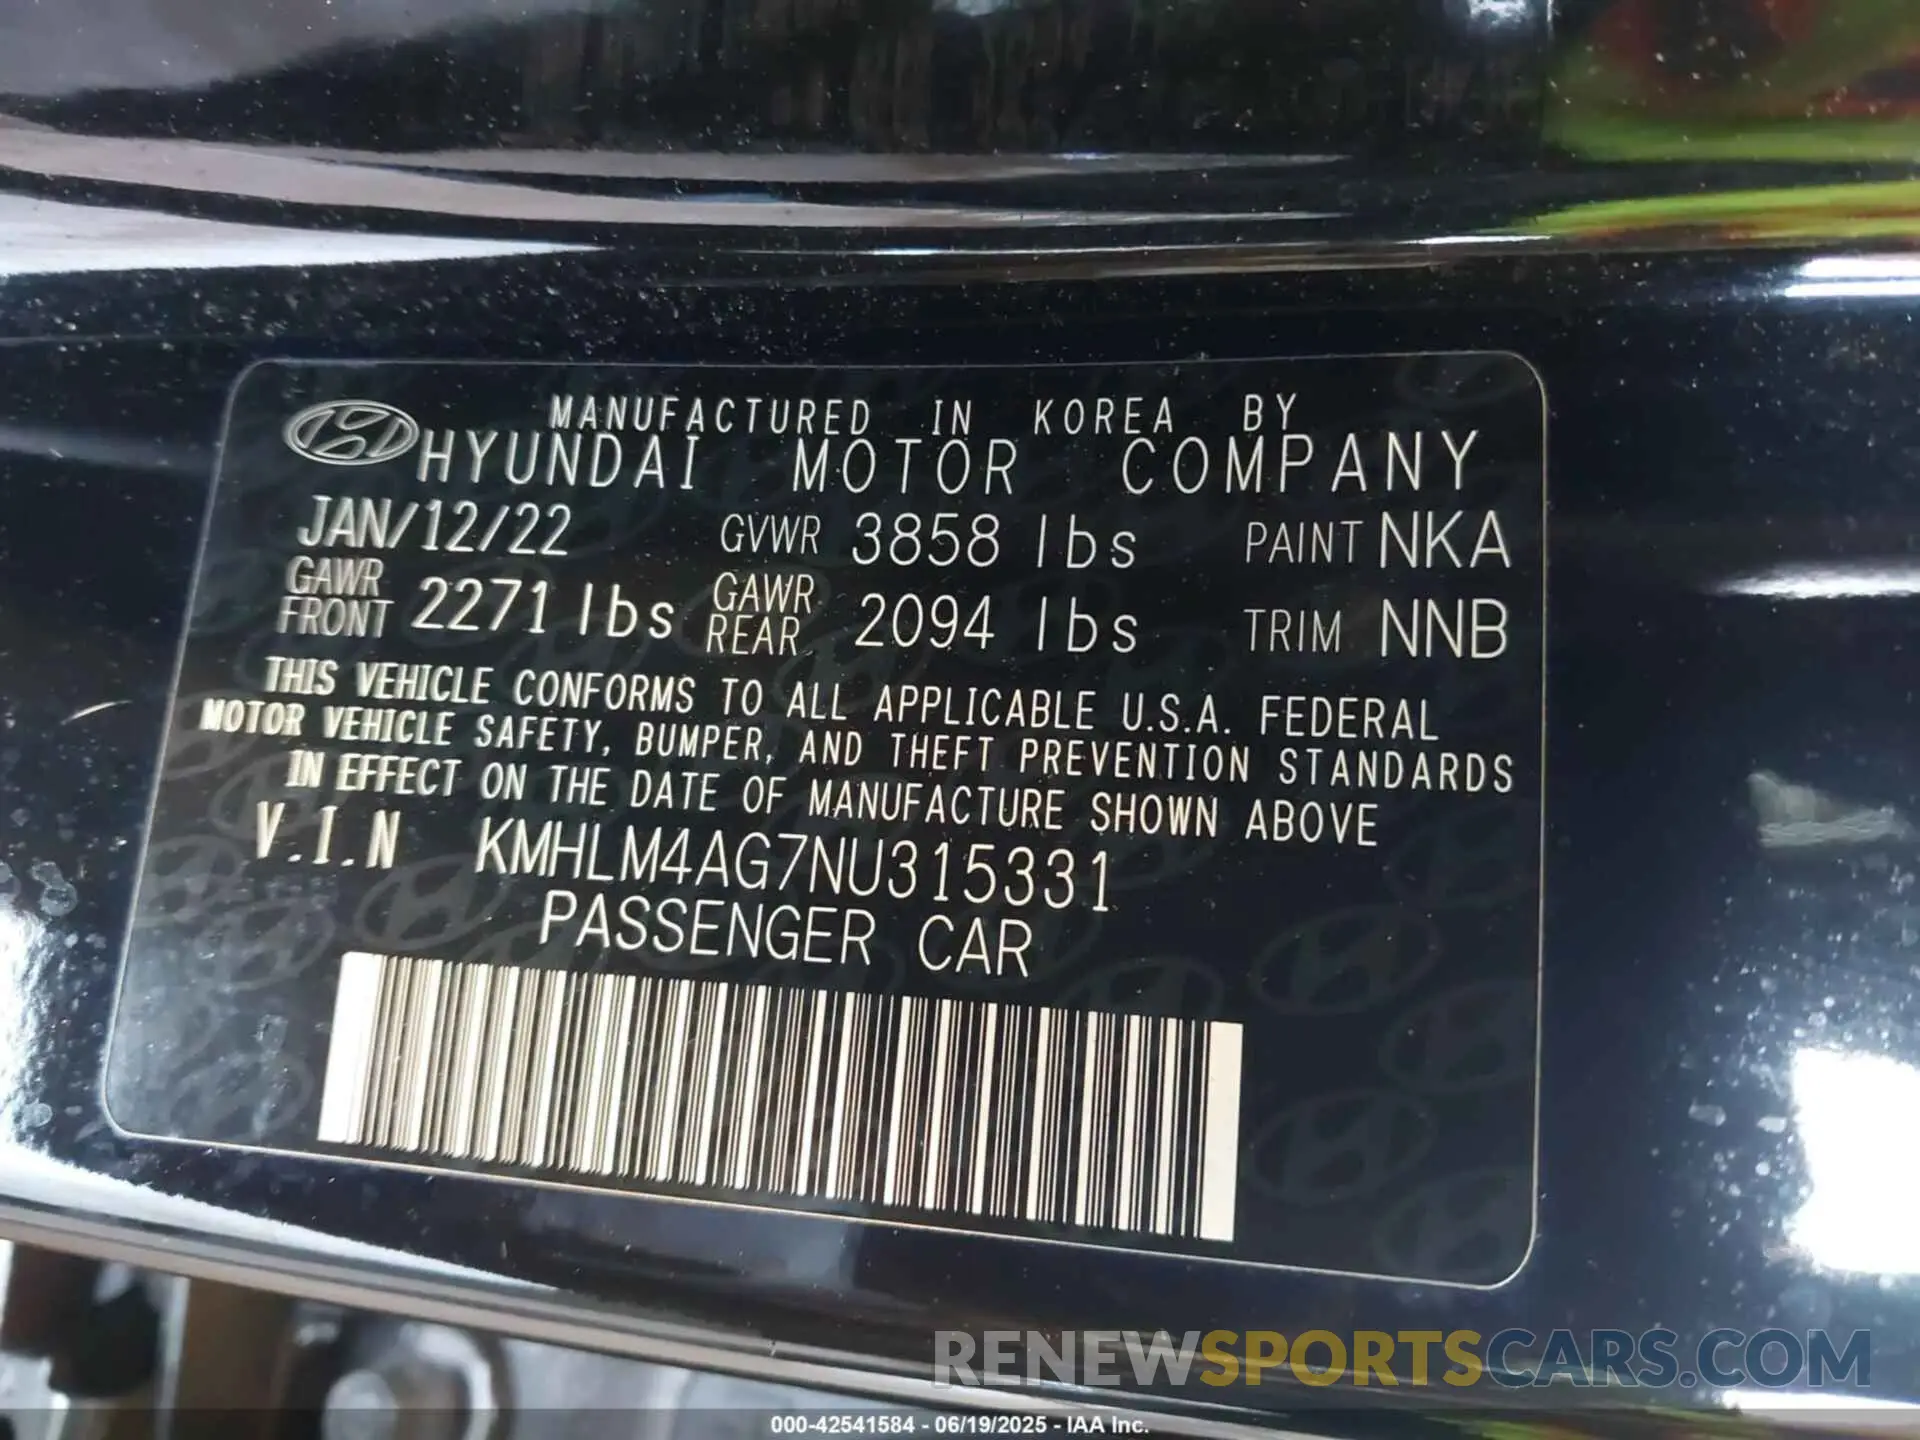 MANUFACTURED IN KOREA BY
HYUNDAI MOTOR COMPANY
JAN/12/22 GVWR 3858 lbs PAINT NKA
GAWR FRONT 2271 lbs GAWR REAR 2094 lbs TRIM NNB
THIS VEHICLE CONFORMS TO ALL APPLICABLE U.S.A. FEDERAL
MOTOR VEHICLE SAFETY, BUMPER, AND THEFT PREVENTION STANDARDS
IN EFFECT ON THE DATE OF MANUFACTURE SHOWN ABOVE
V.I.N KMHLM4AG7NU315331
PASSENGER CAR
RENEWSPORTSCARS.COM
000-42541584 - 06/19/2025 - IAA Inc.